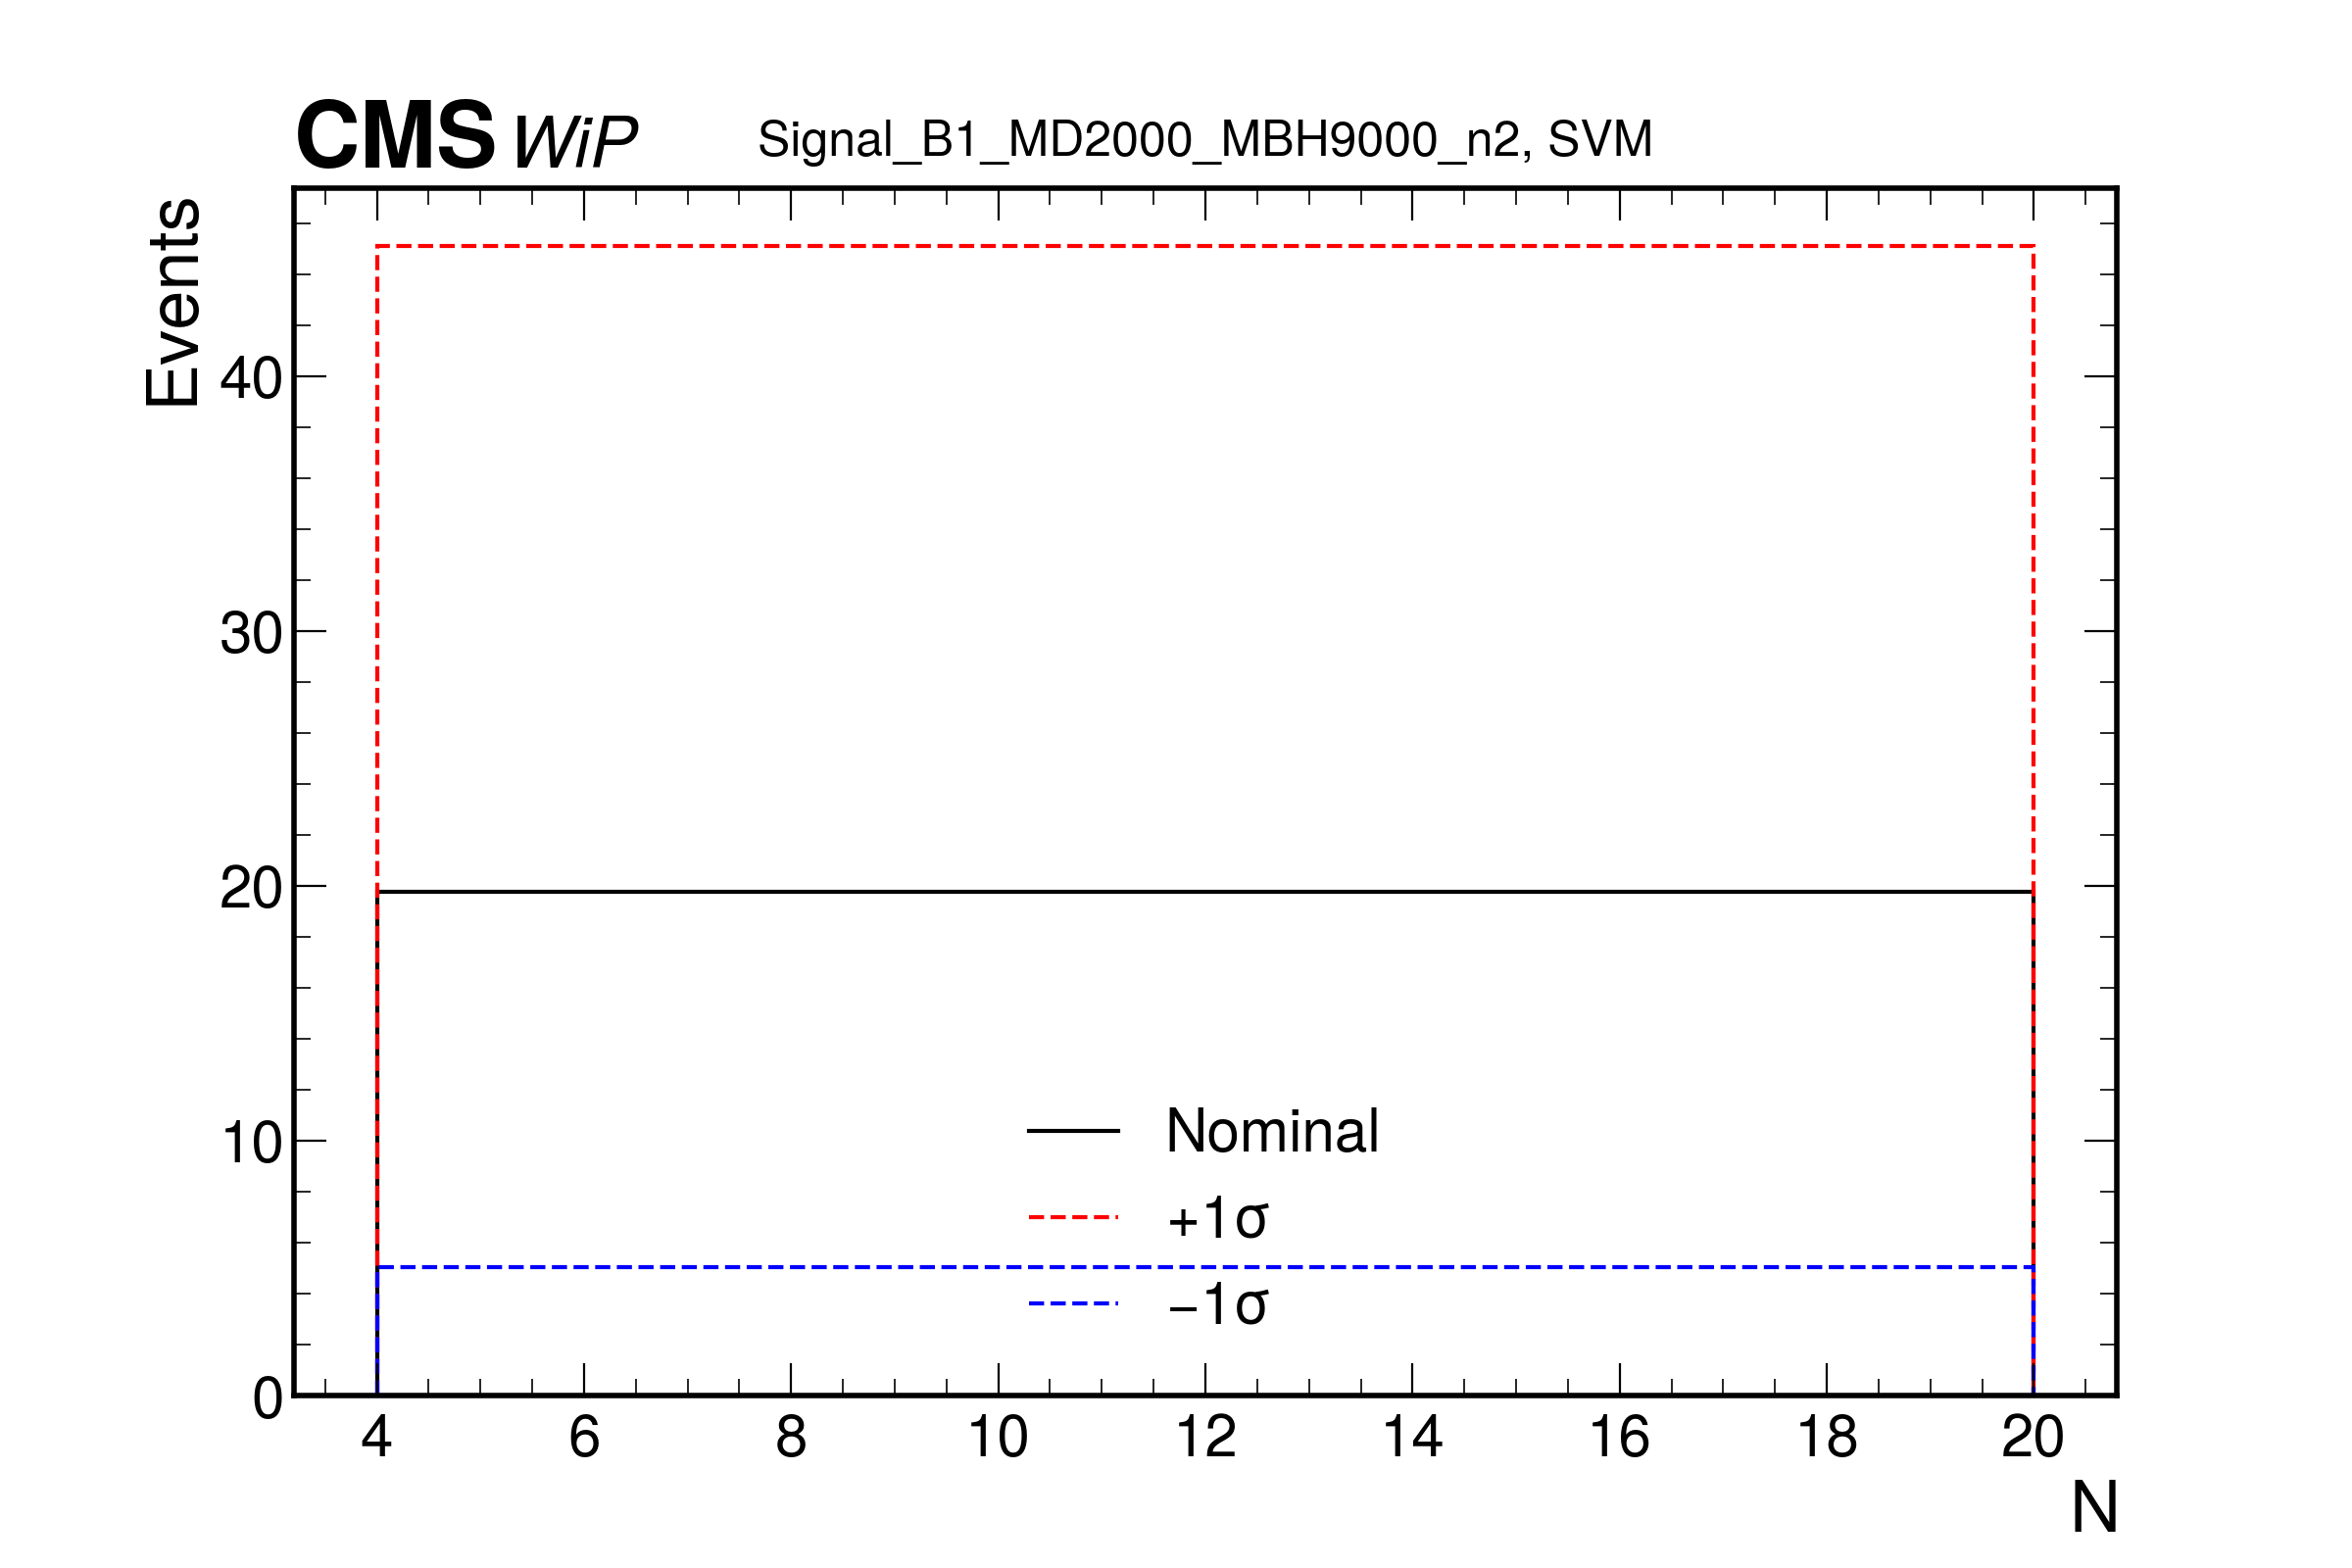 CMS WiP Signal_B1_MD2000_MBH9000_n2, SVM
Events
40
30
20
10
0
Nominal
+1σ
−1σ
4 6 8 10 12 14 16 18 20
N